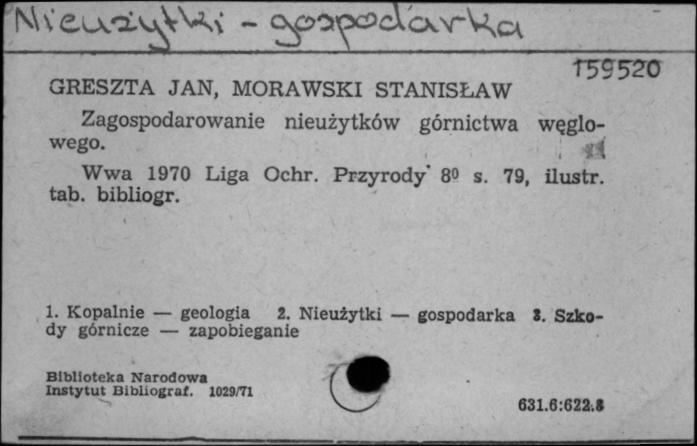 Nieużytki - gospodarka
159520
GRESZTA JAN, MORAWSKI STANISŁAW
Zagospodarowanie nieużytków górnictwa węglo-
wego.
Wwa 1970 Liga Ochr. Przyrody 8º s. 79, ilustr.
tab. bibliogr.
1. Kopalnie — geologia 2. Nieużytki — gospodarka 3. Szko-
dy górnicze — zapobieganie
Biblioteka Narodowa
Instytut Bibliograf. 1029/71
631.6:622.3